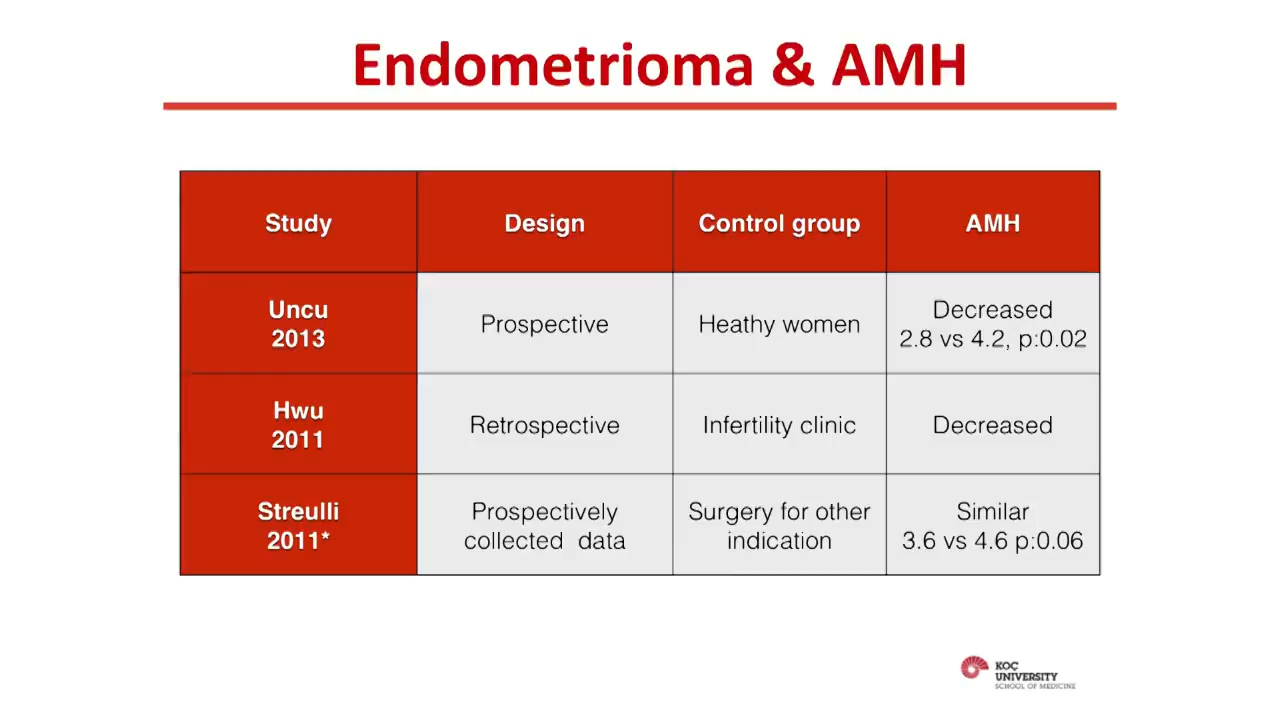 Endometrioma & AMH
Study
Design
Control group
AMH
Uncu
2013
Prospective
Heathy women
Decreased
2.8 vs 4.2, p:0.02
Hwu
2011
Retrospective
Infertility clinic
Decreased
Streulli
2011*
Prospectively
collected data
Surgery for other
indication
Similar
3.6 vs 4.6 p:0.06
KOÇ
UNIVERSITY
SCHOOL OF MEDICINE